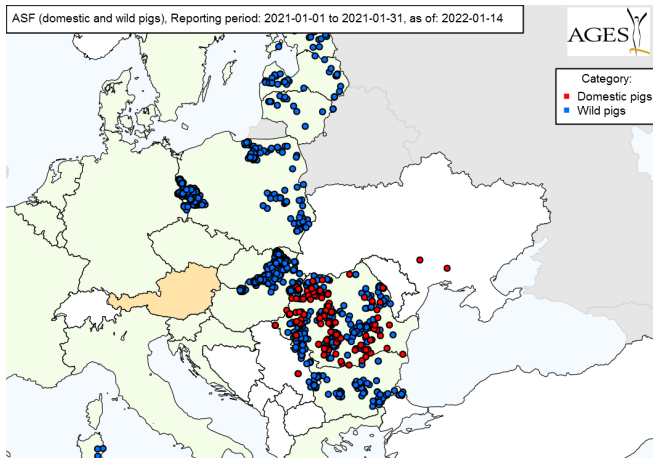 ASF (domestic and wild pigs), Reporting period: 2021-01-01 to 2021-01-31, as of: 2022-01-14
AGES
Category:
Domestic pigs
Wild pigs